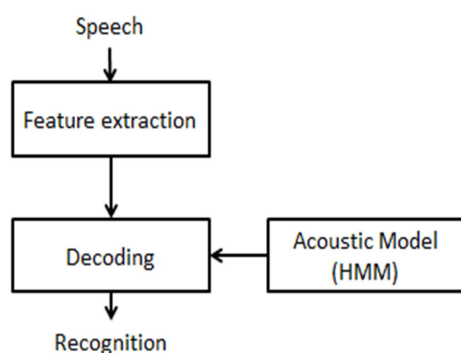 Speech
Feature extraction
Decoding
Acoustic Model
(HMM)
Recognition